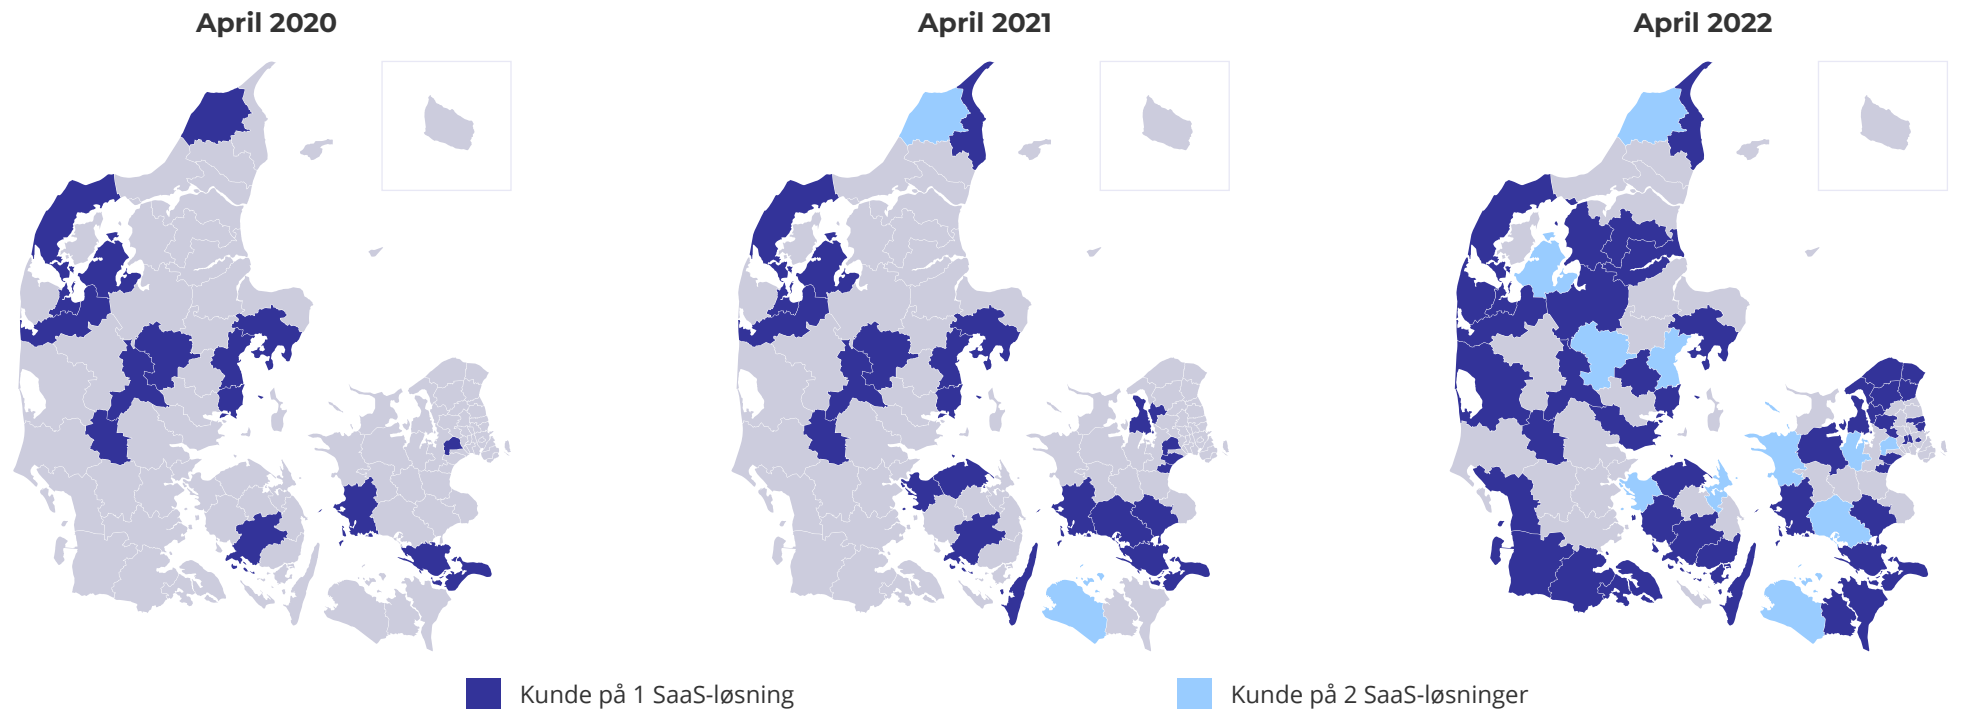 April 2020
April 2021
April 2022
Kunde på 1 SaaS-løsning
Kunde på 2 SaaS-løsninger